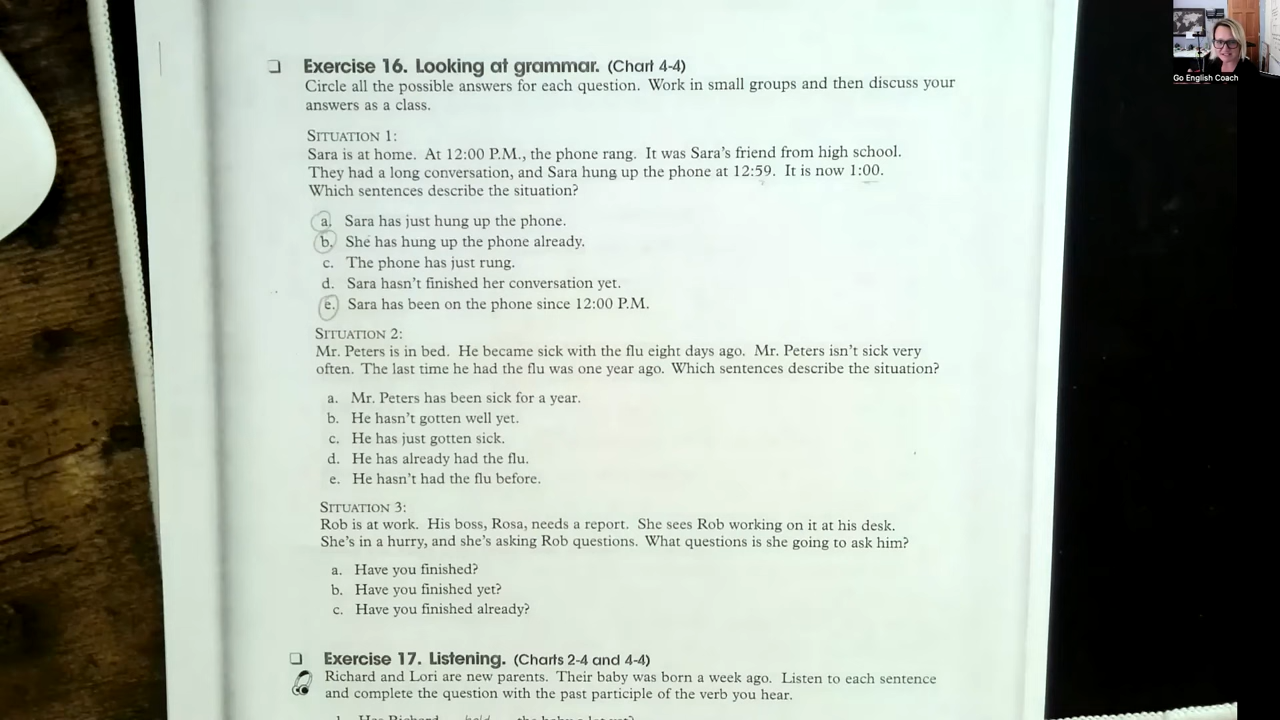 Go English Coach
Exercise 16. Looking at grammar. (Chart 4-4)
Circle all the possible answers for each question. Work in small groups and then discuss your
answers as a class.
SITUATION 1:
Sara is at home. At 12:00 P.M., the phone rang. It was Sara's friend from high school.
They had a long conversation, and Sara hung up the phone at 12:59. It is now 1:00.
Which sentences describe the situation?
a. Sara has just hung up the phone.
b. She has hung up the phone already.
c. The phone has just rung.
d. Sara hasn't finished her conversation yet.
e. Sara has been on the phone since 12:00 P.M.
SITUATION 2:
Mr. Peters is in bed. He became sick with the flu eight days ago. Mr. Peters isn't sick very
often. The last time he had the flu was one year ago. Which sentences describe the situation?
a. Mr. Peters has been sick for a year.
b. He hasn't gotten well yet.
c. He has just gotten sick.
d. He has already had the flu.
e. He hasn't had the flu before.
SITUATION 3:
Rob is at work. His boss, Rosa, needs a report. She sees Rob working on it at his desk.
She's in a hurry, and she's asking Rob questions. What questions is she going to ask him?
a. Have you finished?
b. Have you finished yet?
c. Have you finished already?
Exercise 17. Listening. (Charts 2-4 and 4-4)
Richard and Lori are new parents. Their baby was born a week ago. Listen to each sentence
and complete the question with the past participle of the verb you hear.
1. Has Richard held the baby a lot yet?